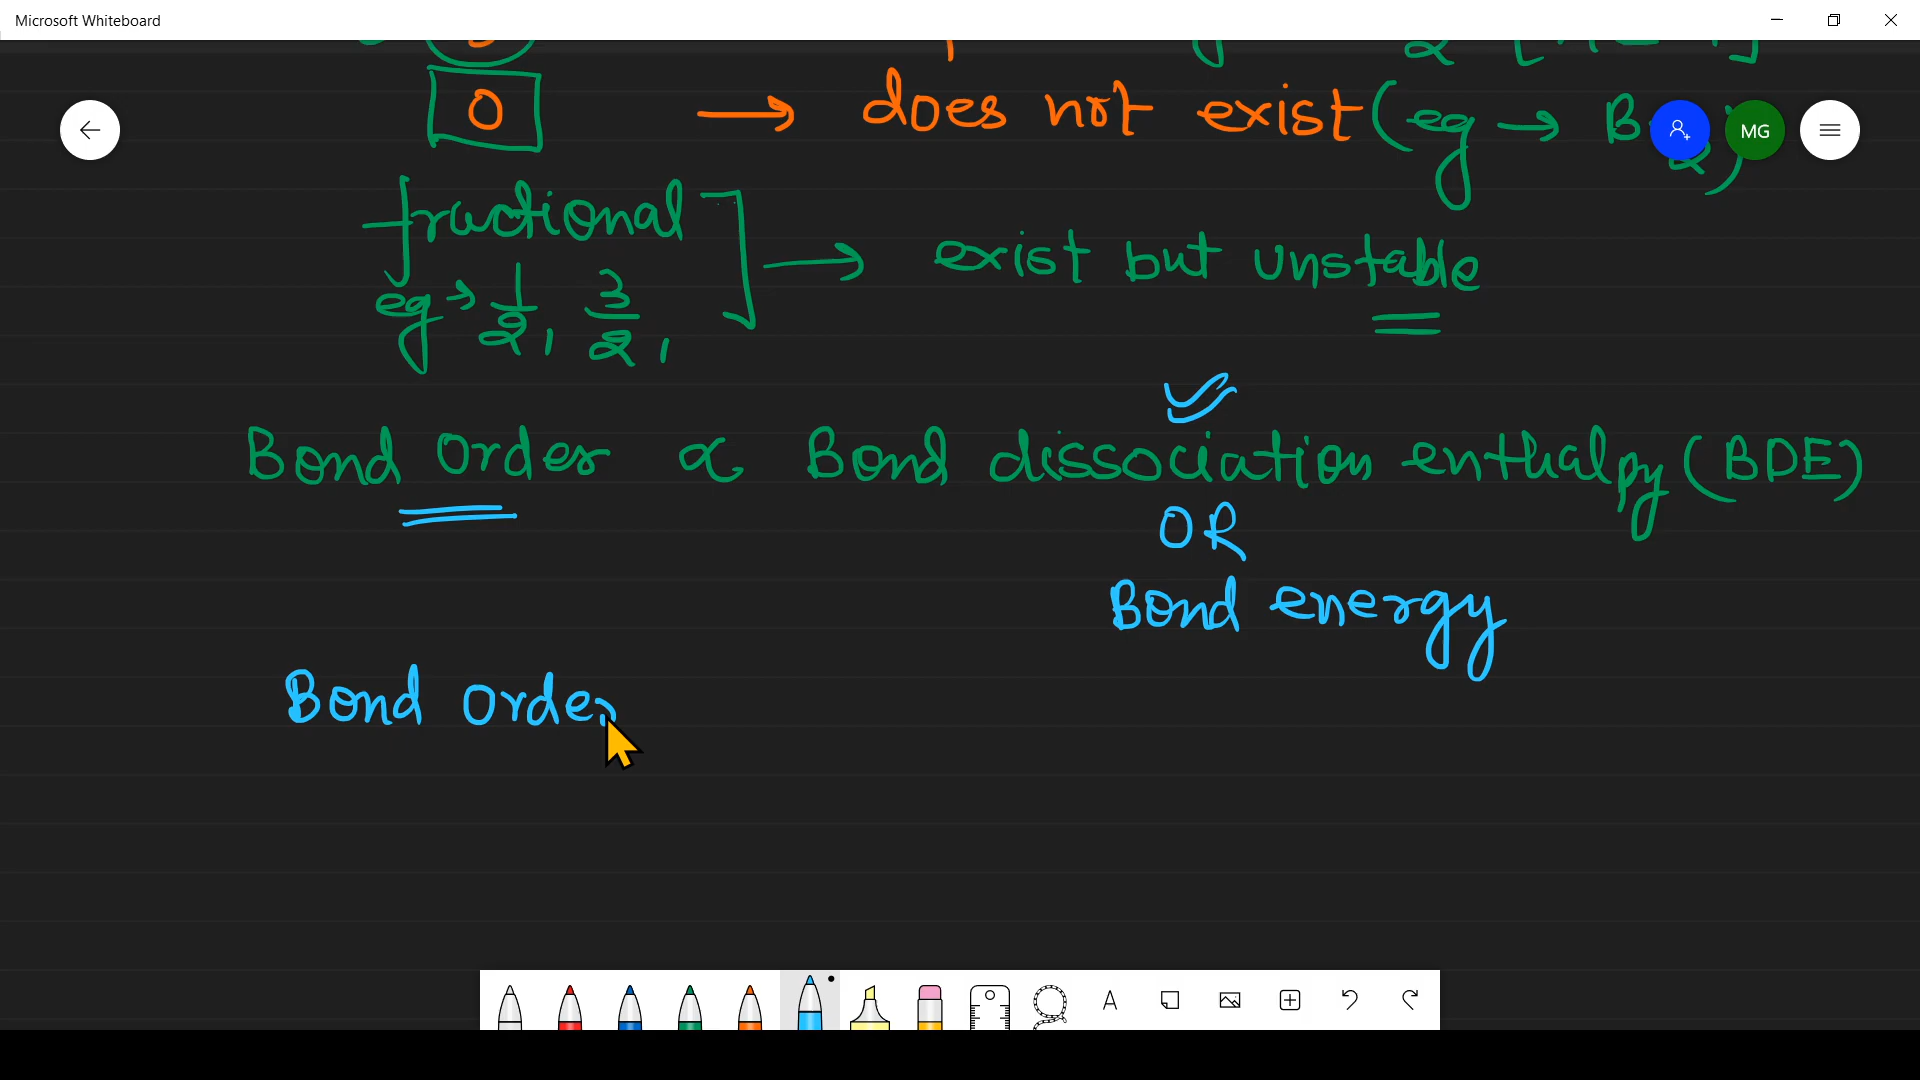 Microsoft Whiteboard
0 → does not exist (eg → B
MG
fractional
eg → 1/2, 3/2,
→ exist but unstable
Bond Order ∝ Bond dissociation enthalpy (BDE)
OR
Bond energy
Bond Order